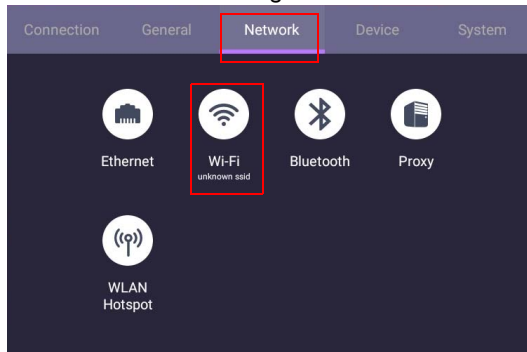 Connection General Network Device System
Ethernet Wi-Fi Bluetooth Proxy
unknown ssid
WLAN
Hotspot